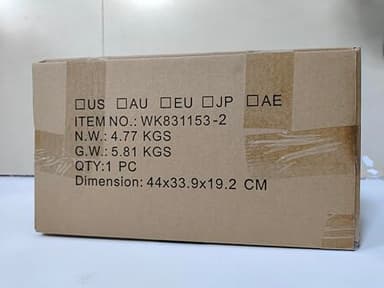 ☐US ☐AU ☐EU ☐JP ☐AE
ITEM NO.: WK831153-2
N.W.: 4.77 KGS
G.W.: 5.81 KGS
QTY:1 PC
Dimension: 44x33.9x19.2 CM